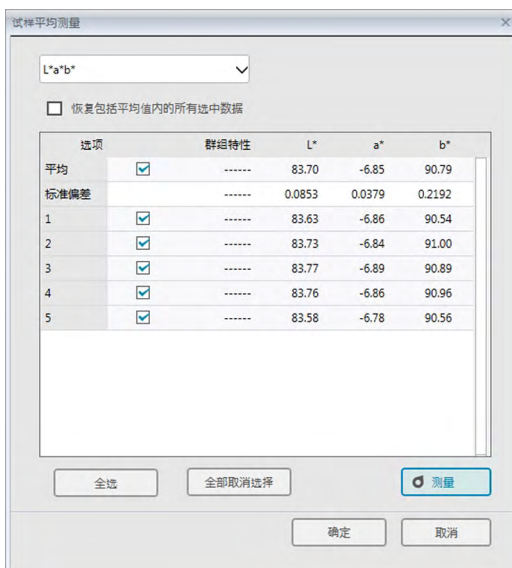 试样平均测量
L*a*b*
恢复包括平均值内的所有选中数据
选项 群组特性 L* a* b*
平均 ------ 83.70 -6.85 90.79
标准偏差 ------ 0.0853 0.0379 0.2192
1 ------ 83.63 -6.86 90.54
2 ------ 83.73 -6.84 91.00
3 ------ 83.77 -6.89 90.89
4 ------ 83.76 -6.86 90.96
5 ------ 83.58 -6.78 90.56
全选 全部取消选择 测量
确定 取消